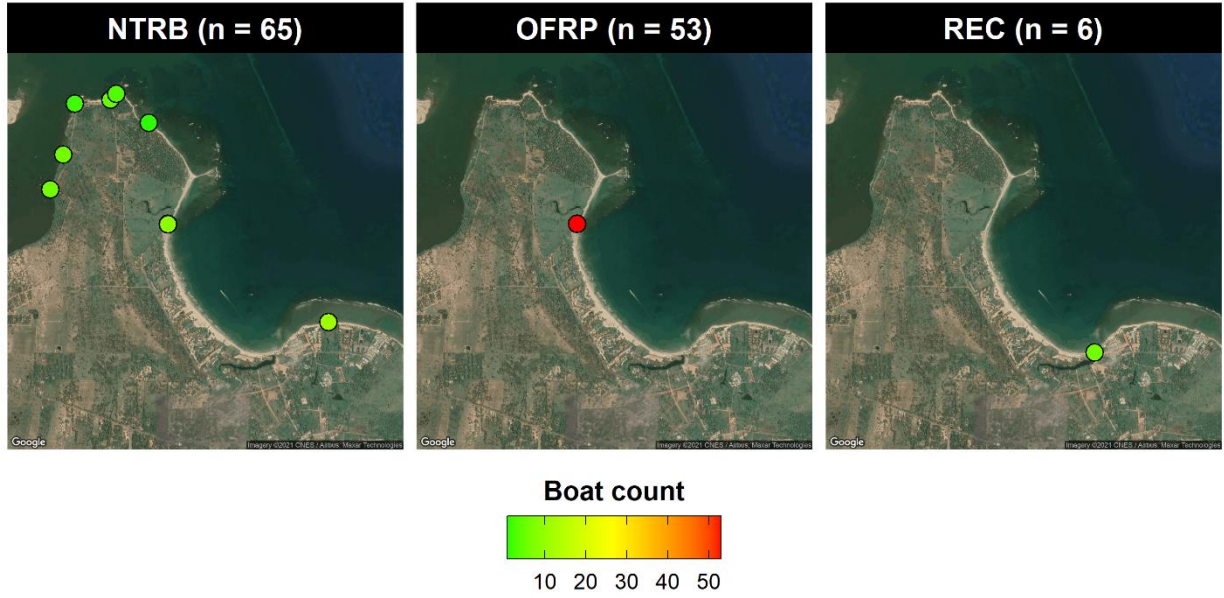 NTRB (n = 65)
OFRP (n = 53)
REC (n = 6)
Google
Imagery ©2021 CNES / Airbus, Maxar Technologies
Google
Imagery ©2021 CNES / Airbus, Maxar Technologies
Google
Imagery ©2021 CNES / Airbus, Maxar Technologies
Boat count
10 20 30 40 50